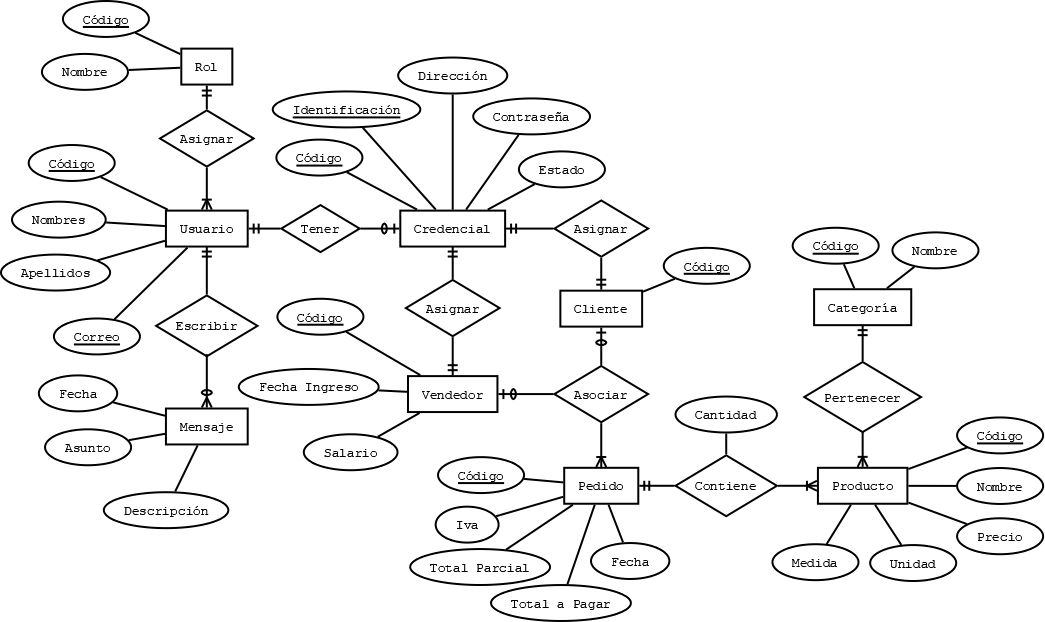 Código
Nombre
Rol
Dirección
Identificación
Contraseña
Asignar
Código
Código
Estado
Nombres
Usuario
Tener
Credencial
Asignar
Código
Nombre
Apellidos
Código
Código
Asignar
Cliente
Categoría
Escribir
Correo
Fecha
Fecha Ingreso
Vendedor
Asociar
Pertenecer
Mensaje
Asunto
Salario
Cantidad
Código
Código
Pedido
Contiene
Producto
Nombre
Descripción
Iva
Precio
Total Parcial
Fecha
Medida
Unidad
Total a Pagar